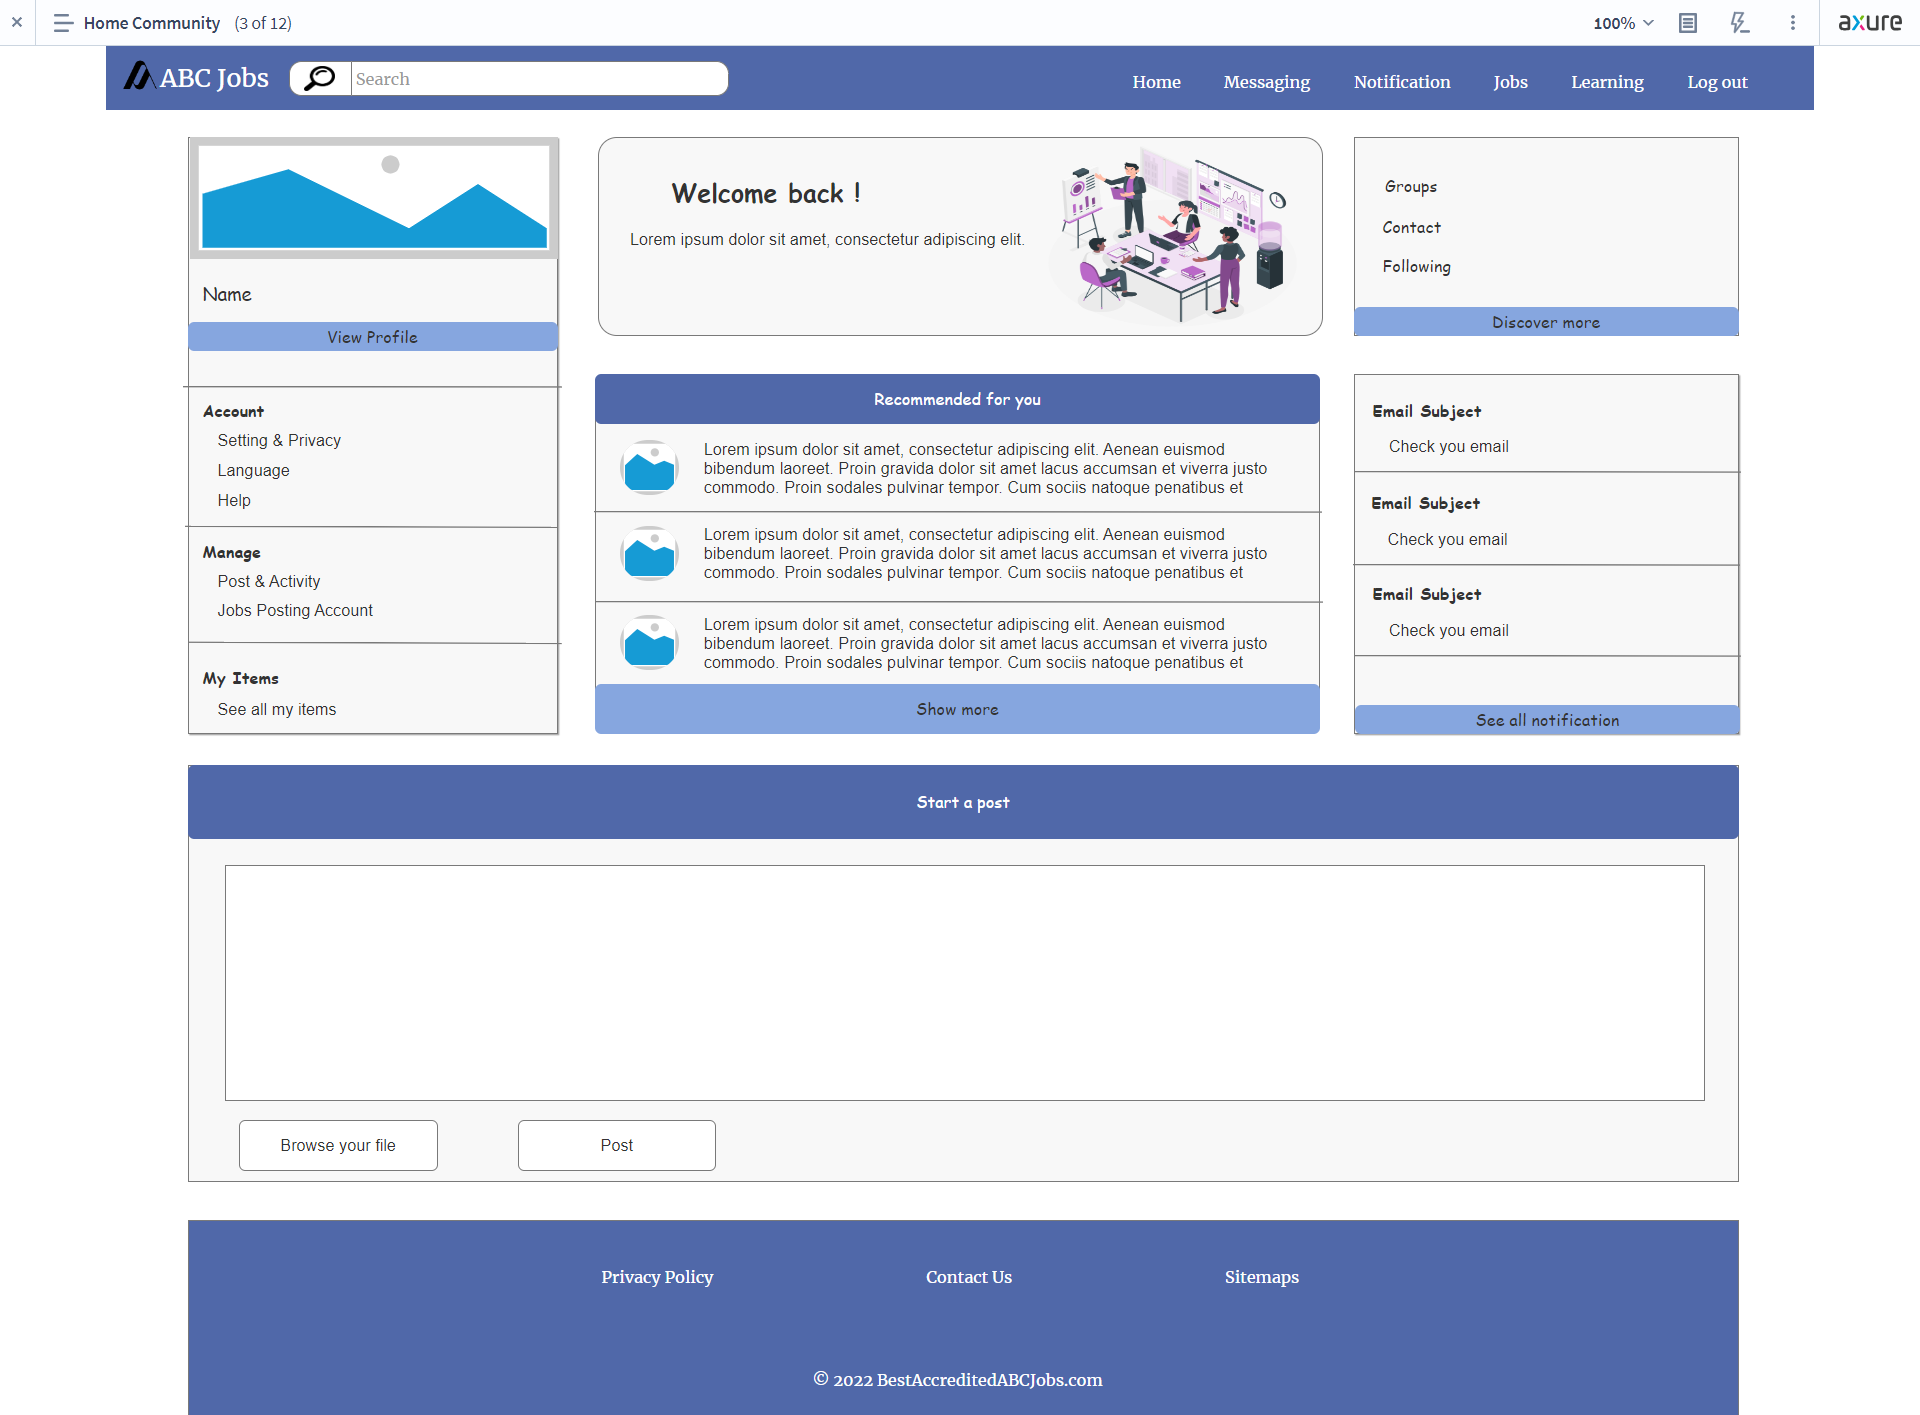 Home Community (3 of 12)
100%
axure
ABC Jobs
Search
Home
Messaging
Notification
Jobs
Learning
Log out
Name
View Profile
Account
Setting & Privacy
Language
Help
Manage
Post & Activity
Jobs Posting Account
My Items
See all my items
Welcome back !
Lorem ipsum dolor sit amet, consectetur adipiscing elit.
Recommended for you
Lorem ipsum dolor sit amet, consectetur adipiscing elit. Aenean euismod
bibendum laoreet. Proin gravida dolor sit amet lacus accumsan et viverra justo
commodo. Proin sodales pulvinar tempor. Cum sociis natoque penatibus et
Lorem ipsum dolor sit amet, consectetur adipiscing elit. Aenean euismod
bibendum laoreet. Proin gravida dolor sit amet lacus accumsan et viverra justo
commodo. Proin sodales pulvinar tempor. Cum sociis natoque penatibus et
Lorem ipsum dolor sit amet, consectetur adipiscing elit. Aenean euismod
bibendum laoreet. Proin gravida dolor sit amet lacus accumsan et viverra justo
commodo. Proin sodales pulvinar tempor. Cum sociis natoque penatibus et
Show more
Groups
Contact
Following
Discover more
Email Subject
Check you email
Email Subject
Check you email
Email Subject
Check you email
See all notification
Start a post
Browse your file
Post
Privacy Policy
Contact Us
Sitemaps
© 2022 BestAccreditedABCJobs.com